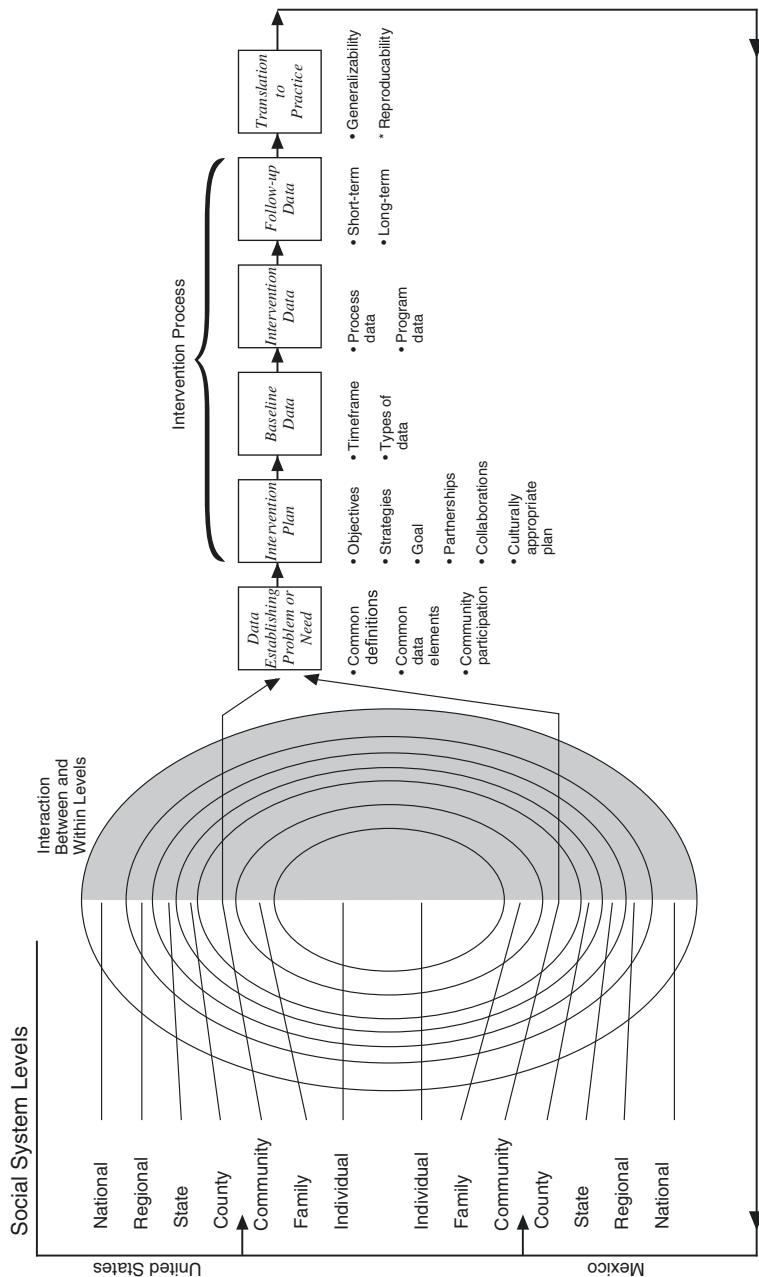 Social System Levels
United States
National
Regional
State
County
Community
Family
Individual
Mexico
Individual
Family
Community
County
State
Regional
National
Interaction
Between and
Within Levels
Data
Establishing
Problem or
Need
• Common
definitions
• Common
data
elements
• Community
participation
Intervention Process
Intervention
Plan
• Objectives
• Strategies
• Goal
• Partnerships
• Collaborations
• Culturally
appropriate
plan
Baseline
Data
• Timeframe
• Types of
data
Intervention
Data
• Process
data
• Program
data
Follow-up
Data
• Short-term
• Long-term
Translation
to
Practice
• Generalizability
* Reproducability